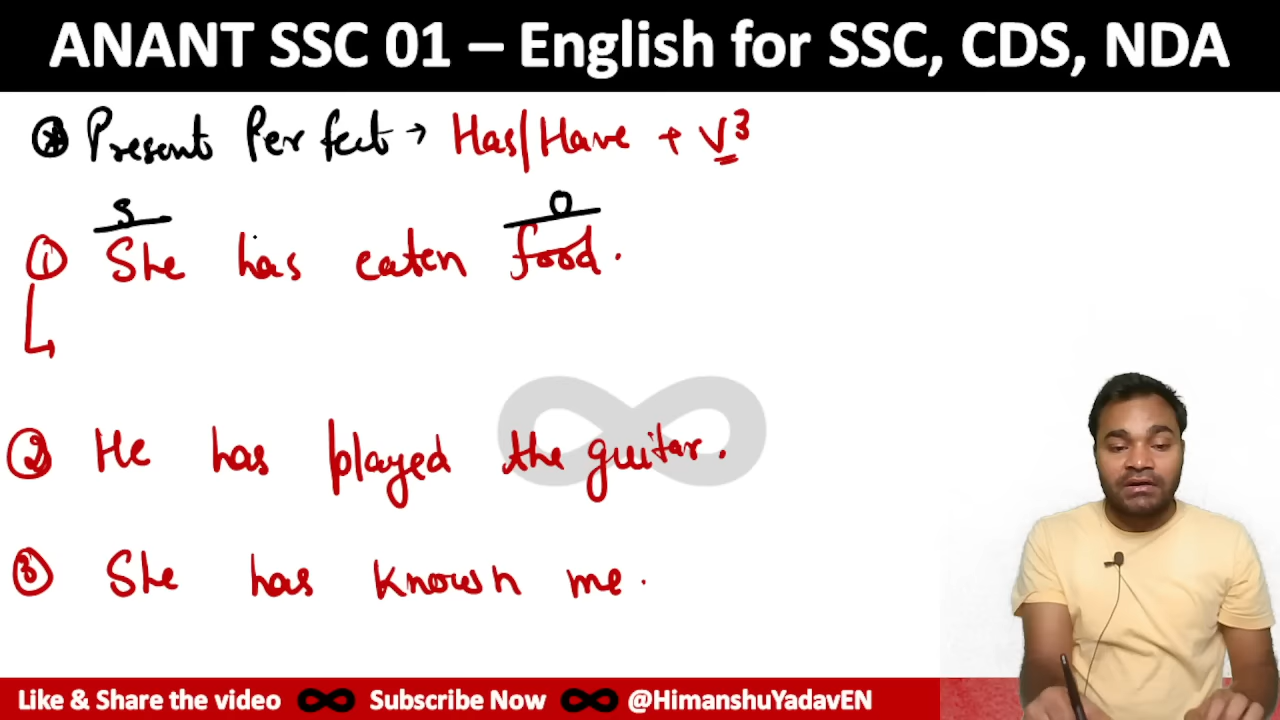 ANANT SSC 01 – English for SSC, CDS, NDA
Present Perfect → Has/Have + V3
S O
① She has eaten food.
② He has played the guitar.
③ She has known me.
Like & Share the video Subscribe Now @HimanshuYadavEN